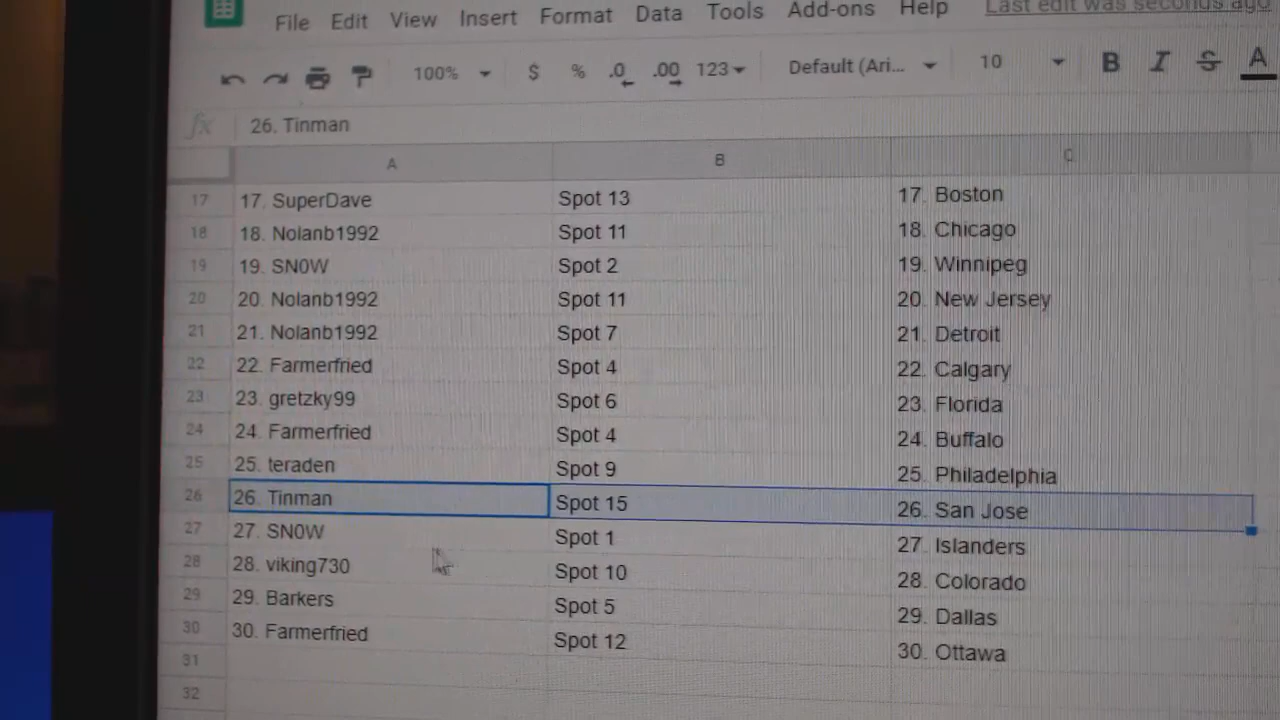 File Edit View Insert Format Data Tools Add-ons Help Last edit was seconds ago
100% $ % .0 .00 123 Default (Ari... 10 B I S A
fx 26. Tinman
A B C
17 17. SuperDave Spot 13 17. Boston
18 18. Nolanb1992 Spot 11 18. Chicago
19 19. SN0W Spot 2 19. Winnipeg
20 20. Nolanb1992 Spot 11 20. New Jersey
21 21. Nolanb1992 Spot 7 21. Detroit
22 22. Farmerfried Spot 4 22. Calgary
23 23. gretzky99 Spot 6 23. Florida
24 24. Farmerfried Spot 4 24. Buffalo
25 25. teraden Spot 9 25. Philadelphia
26 26. Tinman Spot 15 26. San Jose
27 27. SN0W Spot 1 27. Islanders
28 28. viking730 Spot 10 28. Colorado
29 29. Barkers Spot 5 29. Dallas
30 30. Farmerfried Spot 12 30. Ottawa
31
32